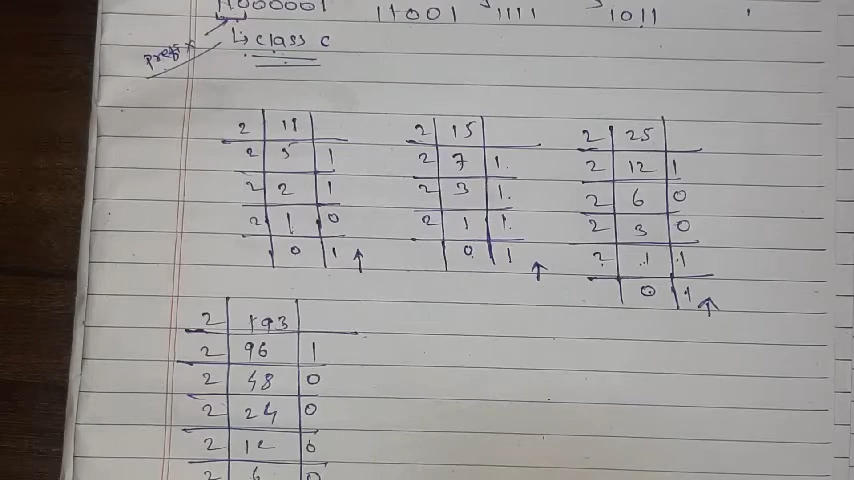 11000001 11001 1111 1011
prefix ↳ class c
2 11
2 5 1
2 2 1
2 1 0
0 1 ↑
2 15
2 7 1
2 3 1
2 1 1
0 1 ↑
2 25
2 12 1
2 6 0
2 3 0
2 1 1
0 1 ↑
2 193
2 96 1
2 48 0
2 24 0
2 12 0
2 6 0